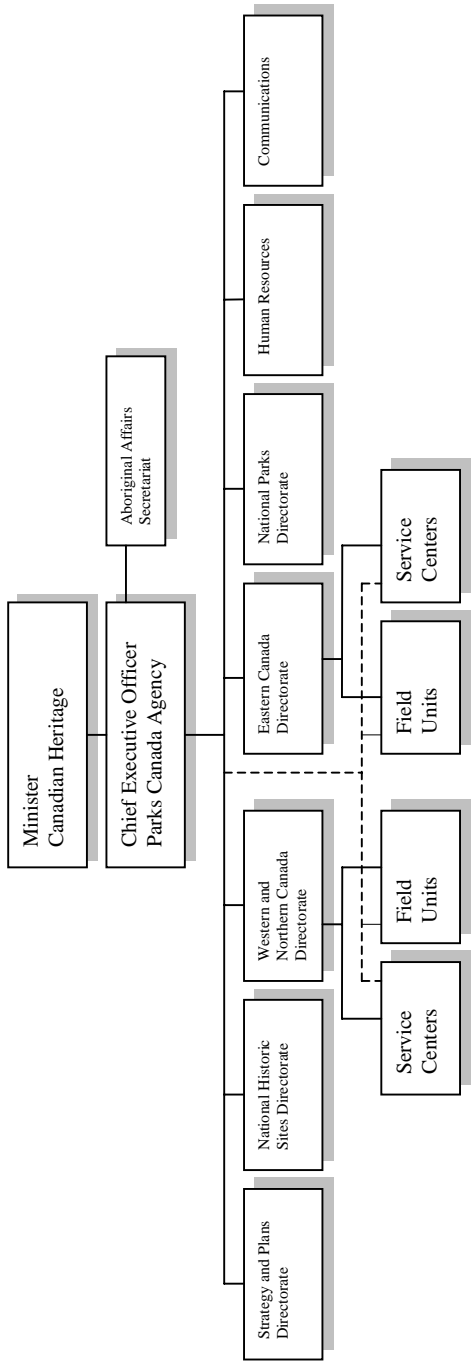 Minister
Canadian Heritage
Chief Executive Officer
Parks Canada Agency
Aboriginal Affairs
Secretariat
Strategy and Plans
Directorate
National Historic
Sites Directorate
Western and
Northern Canada
Directorate
Eastern Canada
Directorate
National Parks
Directorate
Human Resources
Communications
Service
Centers
Field
Units
Field
Units
Service
Centers